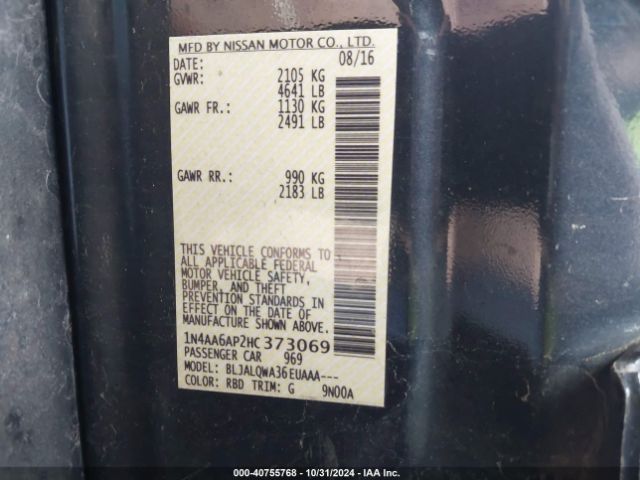 MFD BY NISSAN MOTOR CO., LTD.
DATE: 08/16
GVWR: 2105 KG
4641 LB
GAWR FR.: 1130 KG
2491 LB
GAWR RR.: 990 KG
2183 LB
THIS VEHICLE CONFORMS TO
ALL APPLICABLE FEDERAL
MOTOR VEHICLE SAFETY,
BUMPER, AND THEFT
PREVENTION STANDARDS IN
EFFECT ON THE DATE OF
MANUFACTURE SHOWN ABOVE.
1N4AA6AP2HC373069
PASSENGER CAR 969
MODEL: BLJALQWA36EUAAA---
COLOR: RBD TRIM: G 9N00A
000-40755768 - 10/31/2024 - IAA Inc.